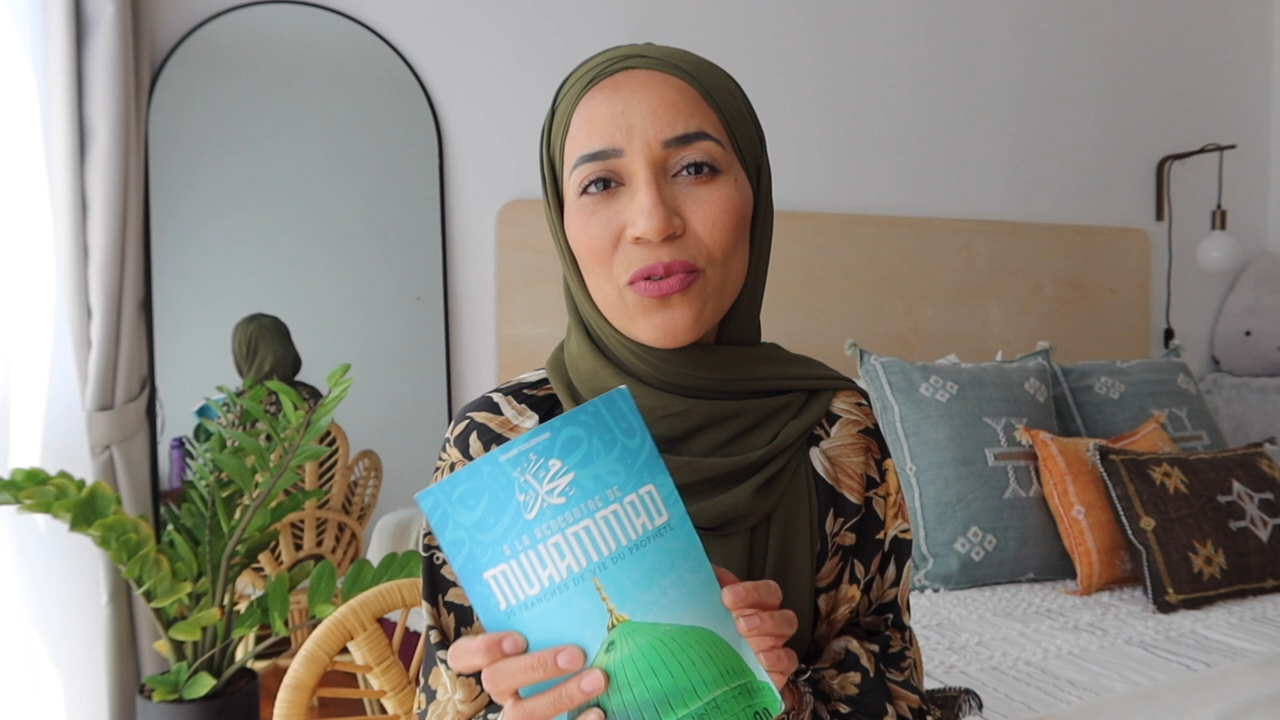 محمد
À LA RENCONTRE DE
MUHAMMAD
TRANCHES DE VIE DU PROPHÈTE